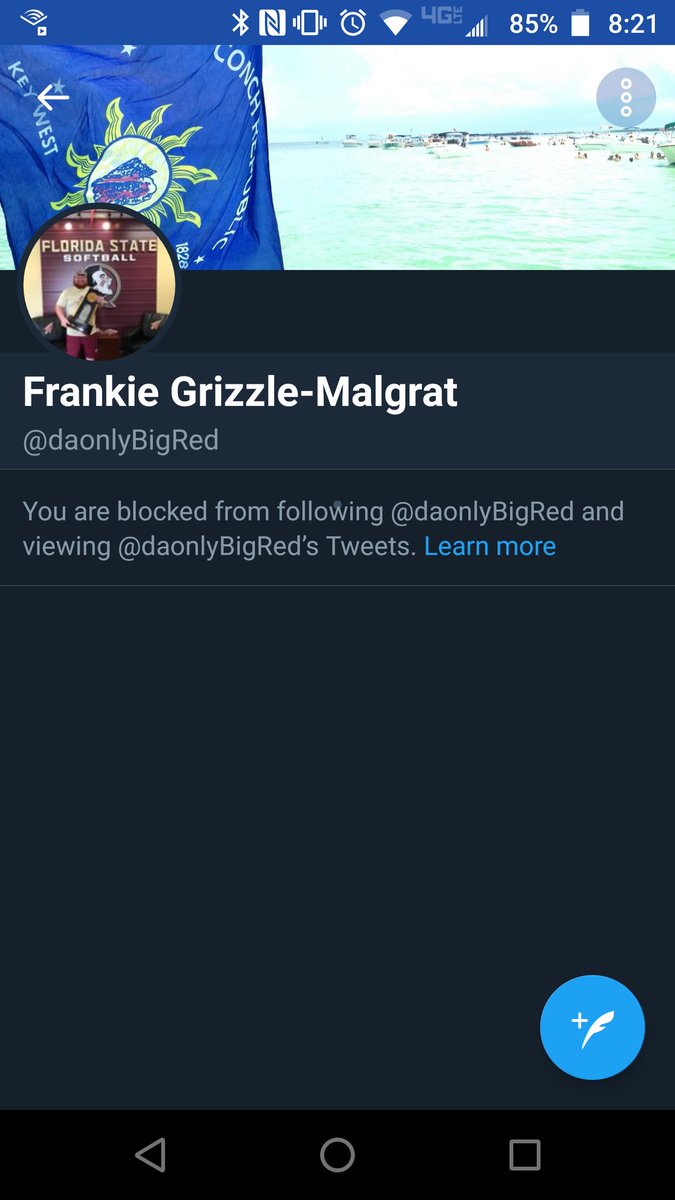 4G LTE 85% 8:21
KEY WEST
CONCH REPUBLIC
1828
FLORIDA STATE
SOFTBALL
Frankie Grizzle-Malgrat
@daonlyBigRed
You are blocked from following @daonlyBigRed and
viewing @daonlyBigRed’s Tweets. Learn more